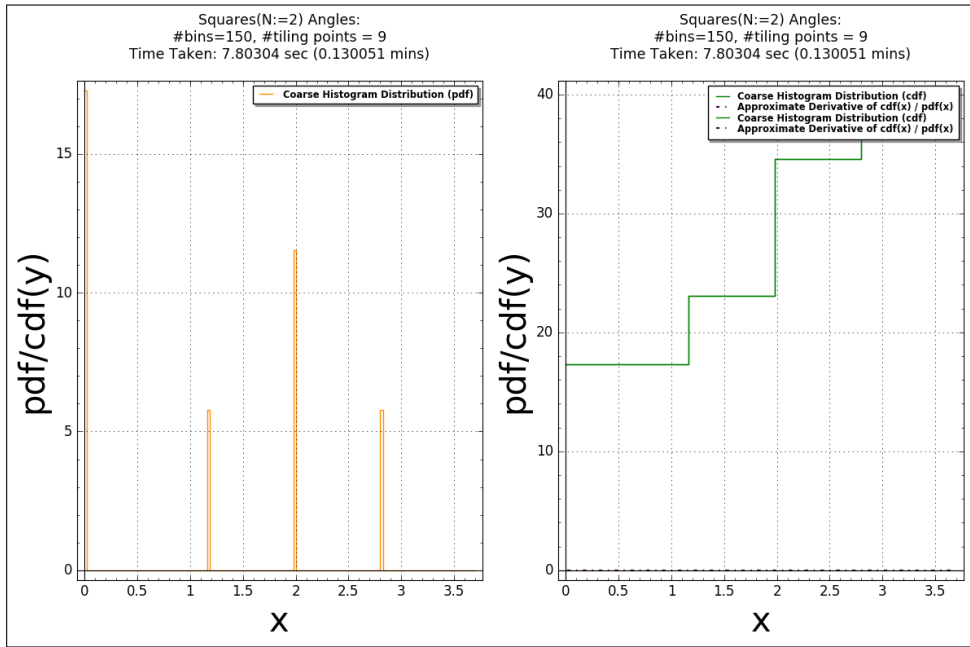 Squares(N:=2) Angles:
#bins=150, #tiling points = 9
Time Taken: 7.80304 sec (0.130051 mins)
Coarse Histogram Distribution (pdf)
15
10
5
0
pdf/cdf(y)
0 0.5 1 1.5 2 2.5 3 3.5
x
Squares(N:=2) Angles:
#bins=150, #tiling points = 9
Time Taken: 7.80304 sec (0.130051 mins)
Coarse Histogram Distribution (cdf)
Approximate Derivative of cdf(x) / pdf(x)
Coarse Histogram Distribution (cdf)
Approximate Derivative of cdf(x) / pdf(x)
40
30
20
10
0
pdf/cdf(y)
0 0.5 1 1.5 2 2.5 3 3.5
x